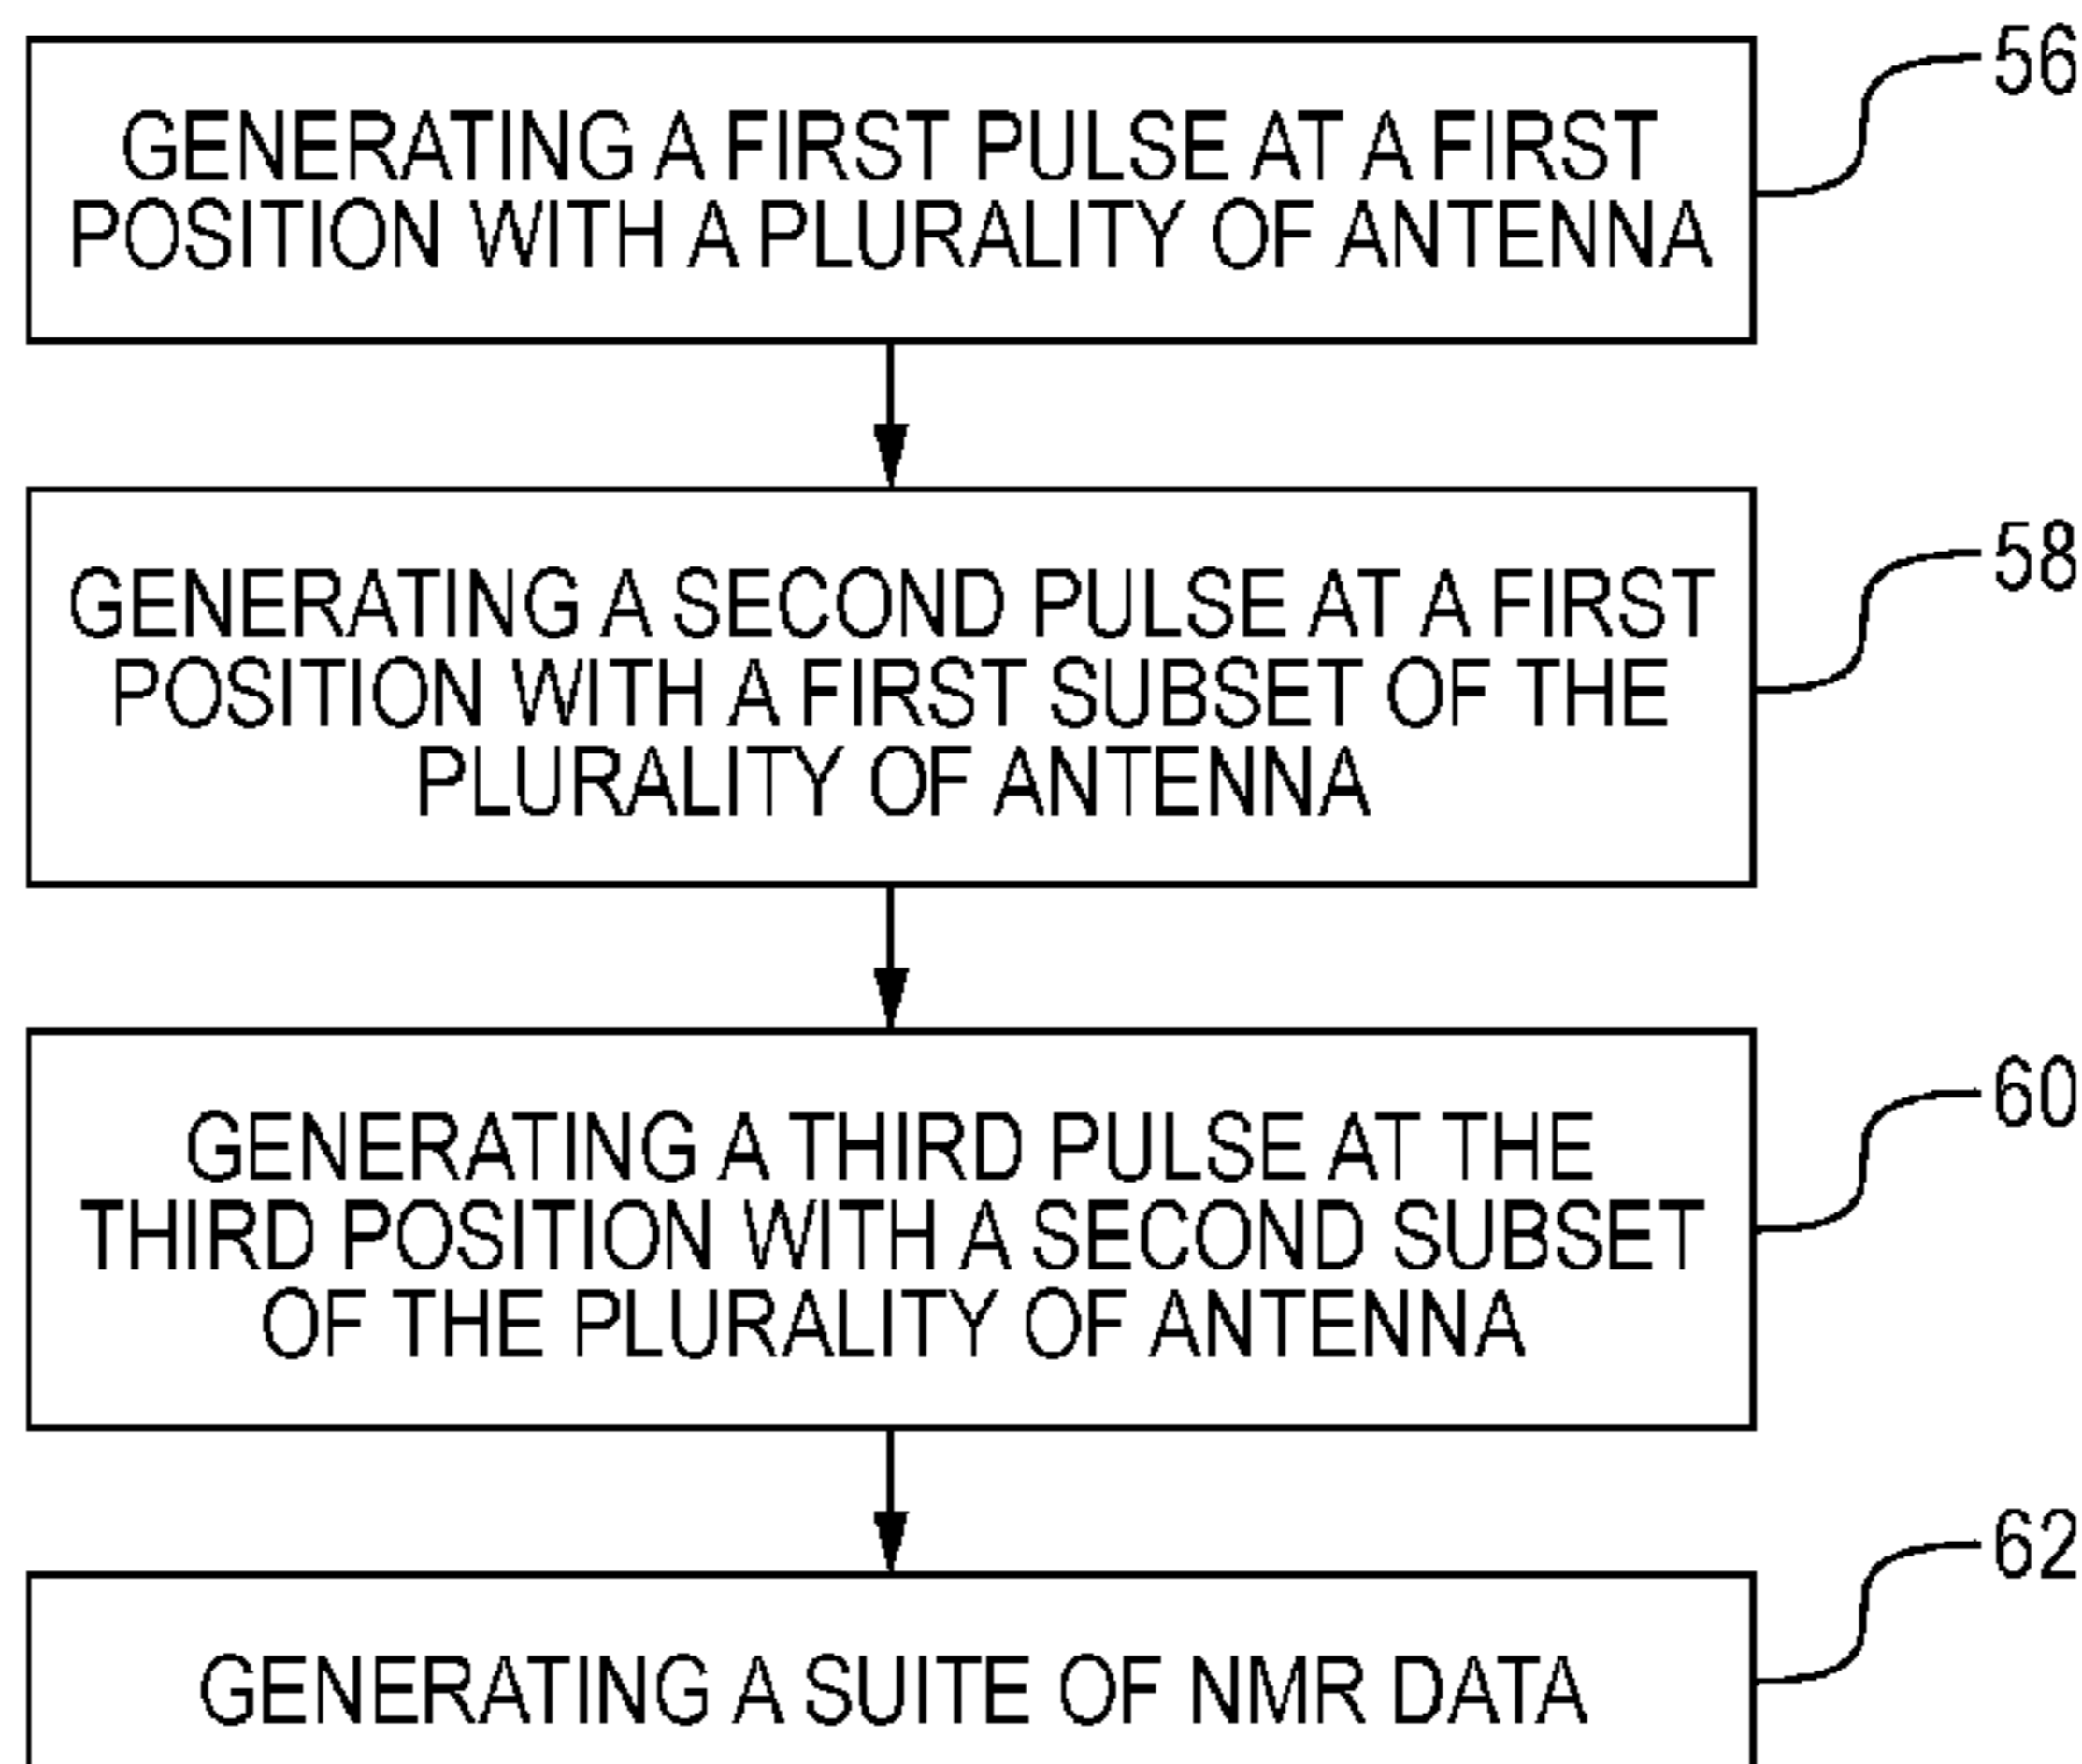 56
GENERATING A FIRST PULSE AT A FIRST
POSITION WITH A PLURALITY OF ANTENNA
58
GENERATING A SECOND PULSE AT A FIRST
POSITION WITH A FIRST SUBSET OF THE
PLURALITY OF ANTENNA
60
GENERATING A THIRD PULSE AT THE
THIRD POSITION WITH A SECOND SUBSET
OF THE PLURALITY OF ANTENNA
62
GENERATING A SUITE OF NMR DATA